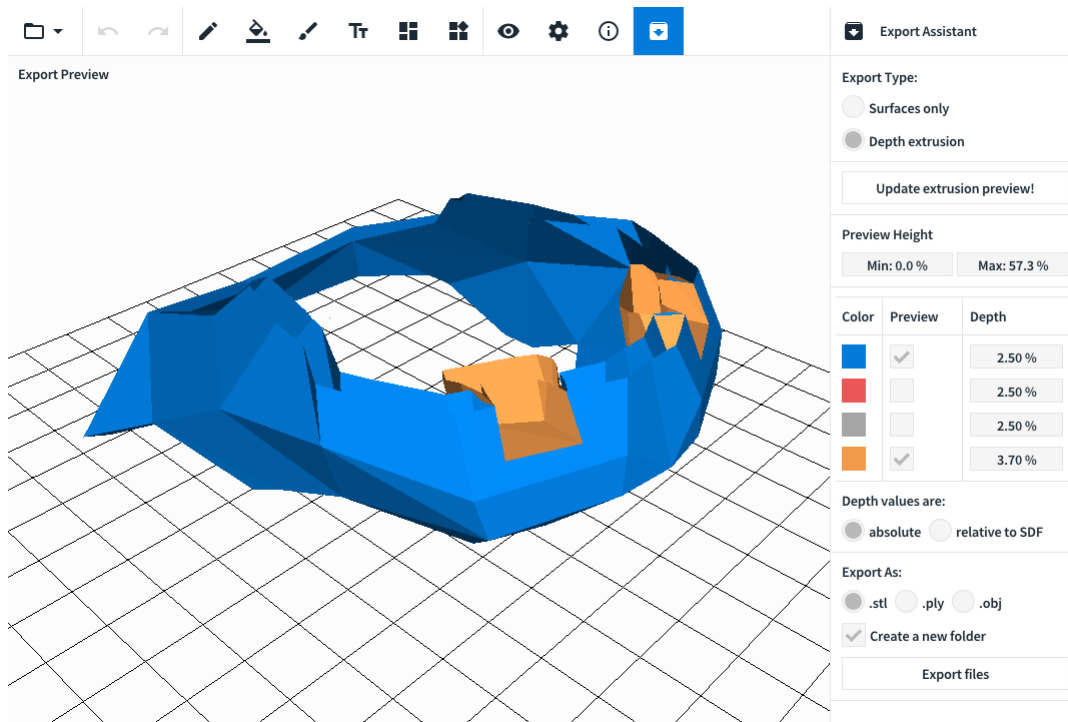 Tт
Export Assistant
Export Preview
Export Type:
Surfaces only
Depth extrusion
Update extrusion preview!
Preview Height
Min: 0.0 % Max: 57.3 %
Color Preview Depth
2.50 %
2.50 %
2.50 %
3.70 %
Depth values are:
absolute relative to SDF
Export As:
.stl .ply .obj
Create a new folder
Export files